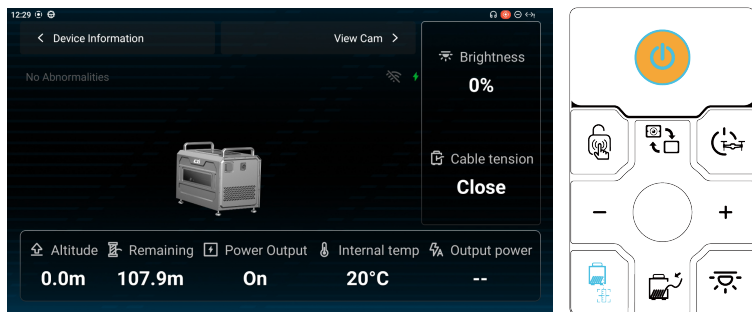 12:29
Device Information
View Cam
No Abnormalities
Brightness
0%
Cable tension
Close
Altitude Remaining Power Output Internal temp Output power
0.0m 107.9m On 20°C --